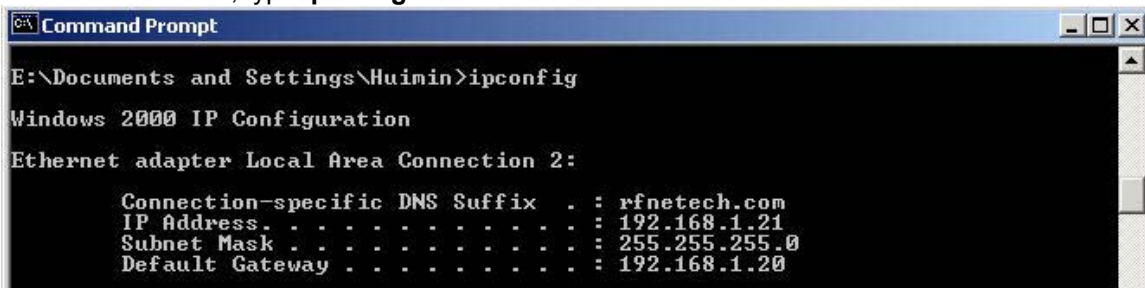 Command Prompt
E:\Documents and Settings\Huimin>ipconfig
Windows 2000 IP Configuration
Ethernet adapter Local Area Connection 2:
Connection-specific DNS Suffix  . : rfnetech.com
IP Address. . . . . . . . . . . . : 192.168.1.21
Subnet Mask . . . . . . . . . . . : 255.255.255.0
Default Gateway . . . . . . . . . : 192.168.1.20